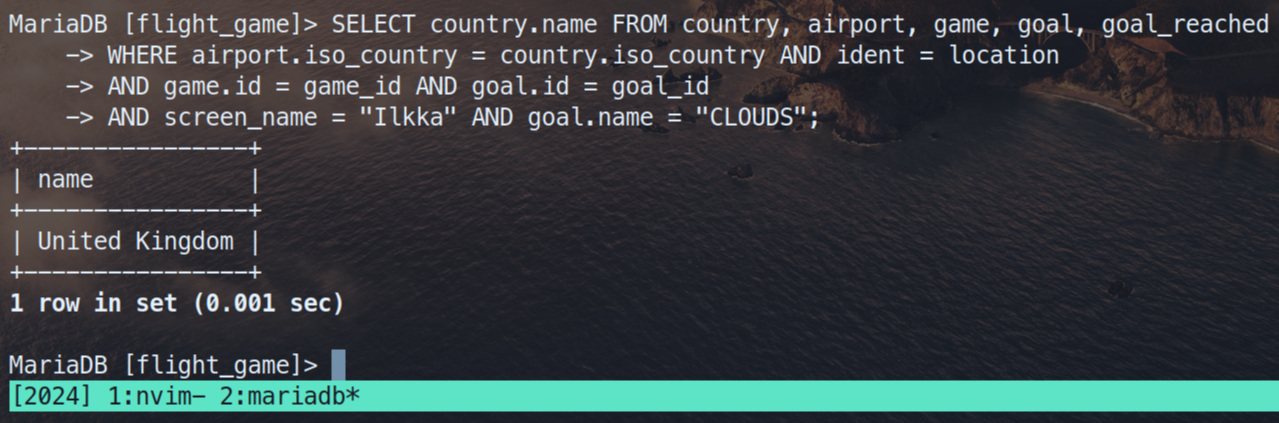 MariaDB [flight_game]> SELECT country.name FROM country, airport, game, goal, goal_reached
    -> WHERE airport.iso_country = country.iso_country AND ident = location
    -> AND game.id = game_id AND goal.id = goal_id
    -> AND screen_name = "Ilkka" AND goal.name = "CLOUDS";
+----------------+
| name           |
+----------------+
| United Kingdom |
+----------------+
1 row in set (0.001 sec)
MariaDB [flight_game]>
[2024] 1:nvim- 2:mariadb*